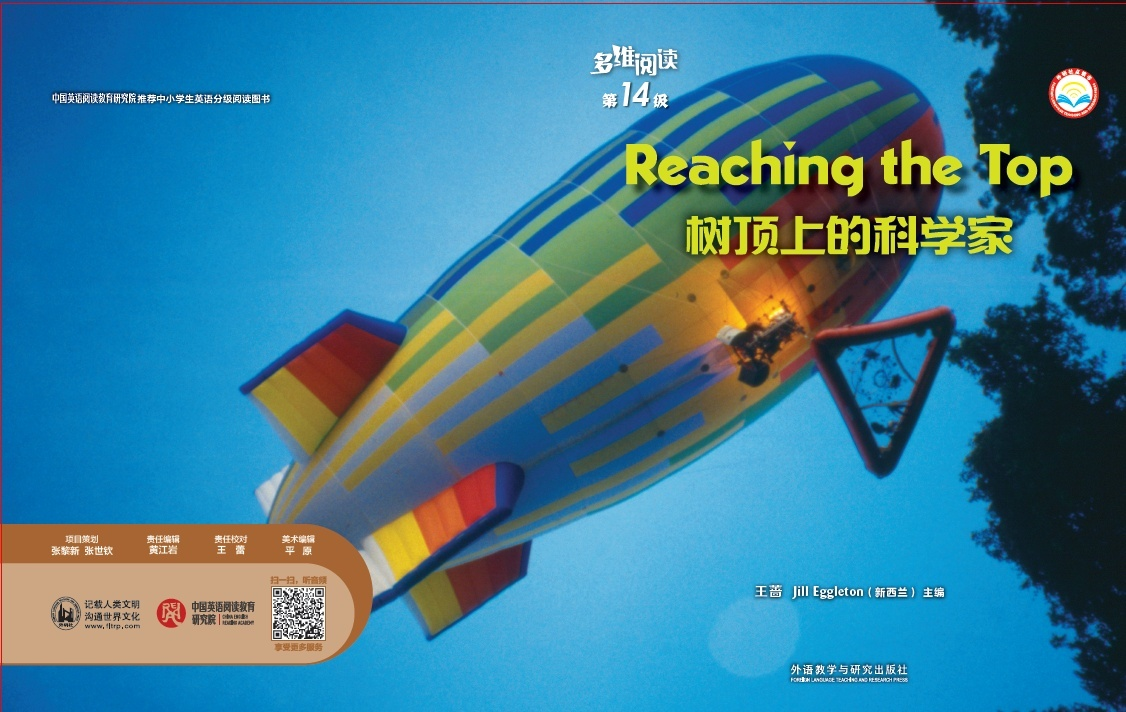 中国英语阅读教育研究院推荐中小学生英语分级阅读图书
多维阅读
第14级
Reaching the Top
树顶上的科学家
项目策划
张黎新 张世钦
责任编辑
黄江岩
责任校对
王 蕾
美术编辑
平 原
记载人类文明
沟通世界文化
www.fltrp.com
中国英语阅读教育
研究院
CHINA ENGLISH
READING ACADEMY
扫一扫，听音频
享受更多服务
王蔷 Jill Eggleton（新西兰） 主编
外语教学与研究出版社
FOREIGN LANGUAGE TEACHING AND RESEARCH PRESS